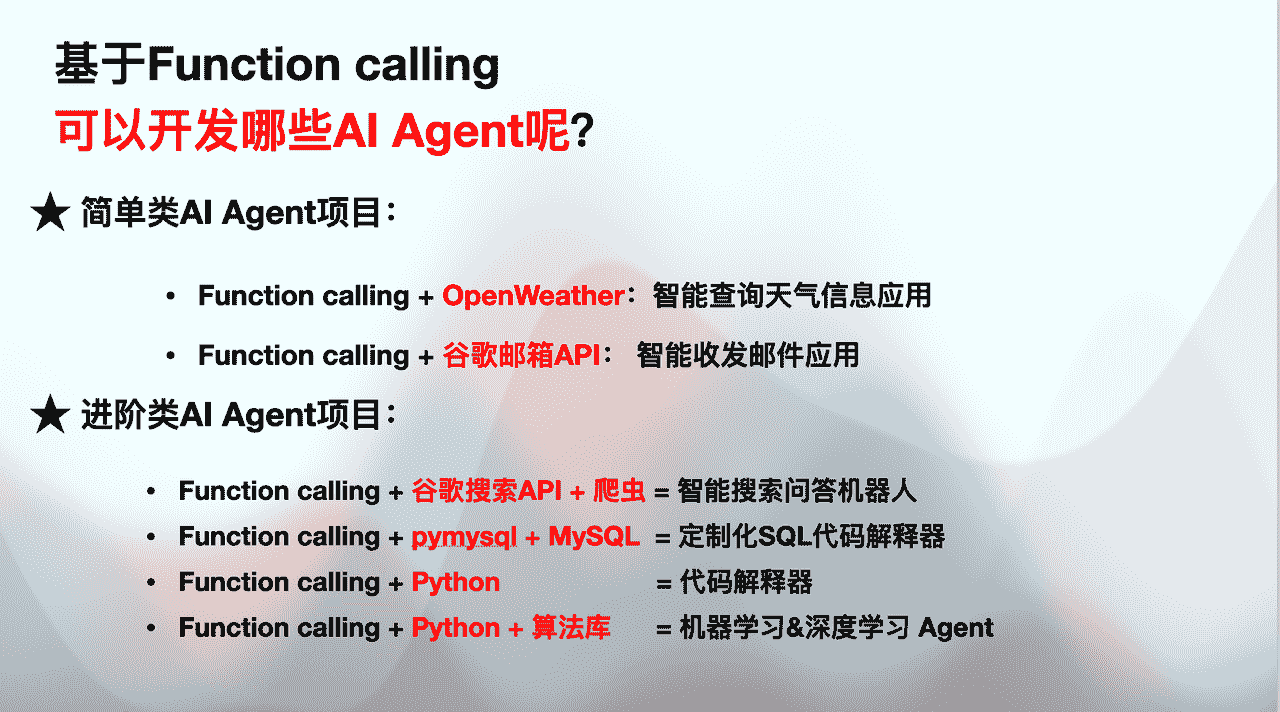 基于Function calling
可以开发哪些AI Agent呢?
★ 简单类AI Agent项目：
• Function calling + OpenWeather：智能查询天气信息应用
• Function calling + 谷歌邮箱API： 智能收发邮件应用
★ 进阶类AI Agent项目：
• Function calling + 谷歌搜索API + 爬虫 = 智能搜索问答机器人
• Function calling + pymysql + MySQL = 定制化SQL代码解释器
• Function calling + Python = 代码解释器
• Function calling + Python + 算法库 = 机器学习&深度学习 Agent